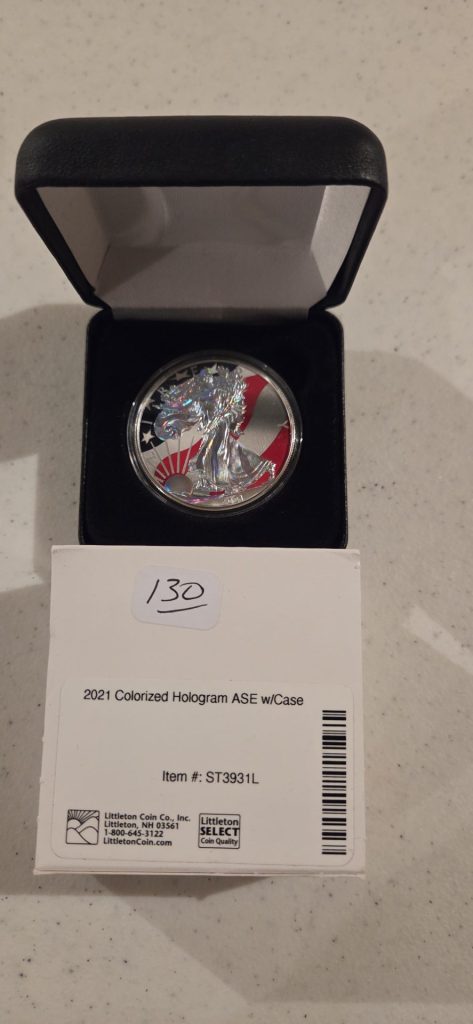 130
2021 Colorized Hologram ASE w/Case
Item #: ST3931L
Littleton Coin Co., Inc.
Littleton, NH 03561
1-800-645-3122
LittletonCoin.com
Littleton
SELECT
Coin Quality